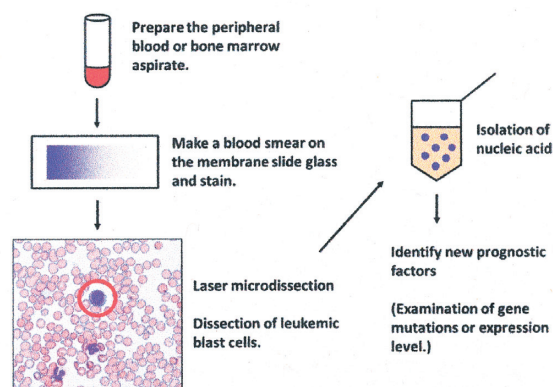 Prepare the peripheral
blood or bone marrow
aspirate.
Make a blood smear on
the membrane slide glass
and stain.
Laser microdissection
Dissection of leukemic
blast cells.
Isolation of
nucleic acid
Identify new prognostic
factors
(Examination of gene
mutations or expression
level.)